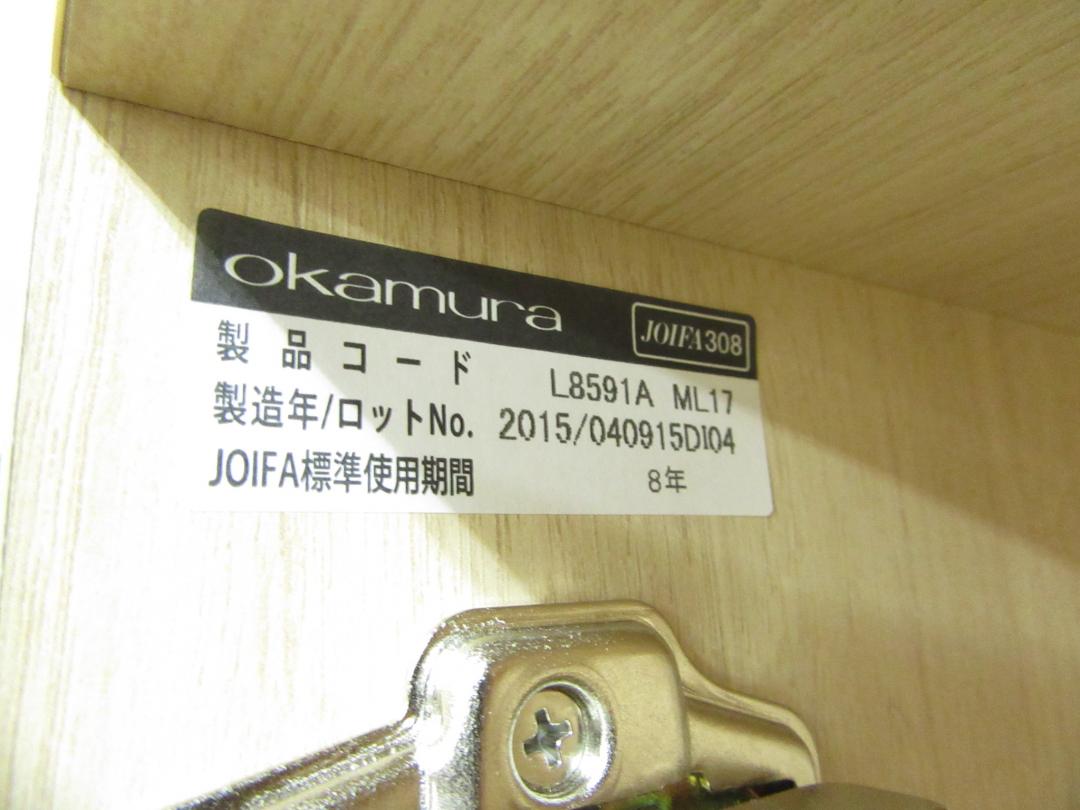 okamura
JOIFA308
製品コード L8591A ML17
製造年/ロットNo. 2015/040915DI04
JOIFA標準使用期間 8年